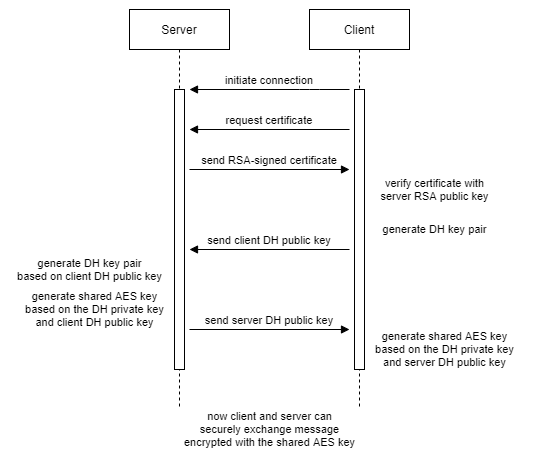 Server
Client
initiate connection
request certificate
send RSA-signed certificate
verify certificate with
server RSA public key
generate DH key pair
send client DH public key
generate DH key pair
based on client DH public key
generate shared AES key
based on the DH private key
and client DH public key
send server DH public key
generate shared AES key
based on the DH private key
and server DH public key
now client and server can
securely exchange message
encrypted with the shared AES key